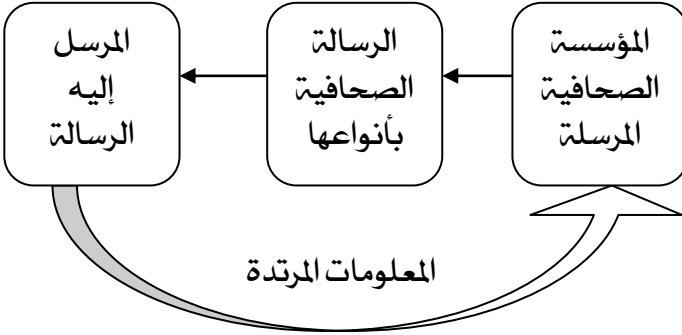 المؤسسة
الصحافية
المرسلة
الرسالة
الصحافية
بأنواعها
المرسل
إليه
الرسالة
المعلومات المرتدة